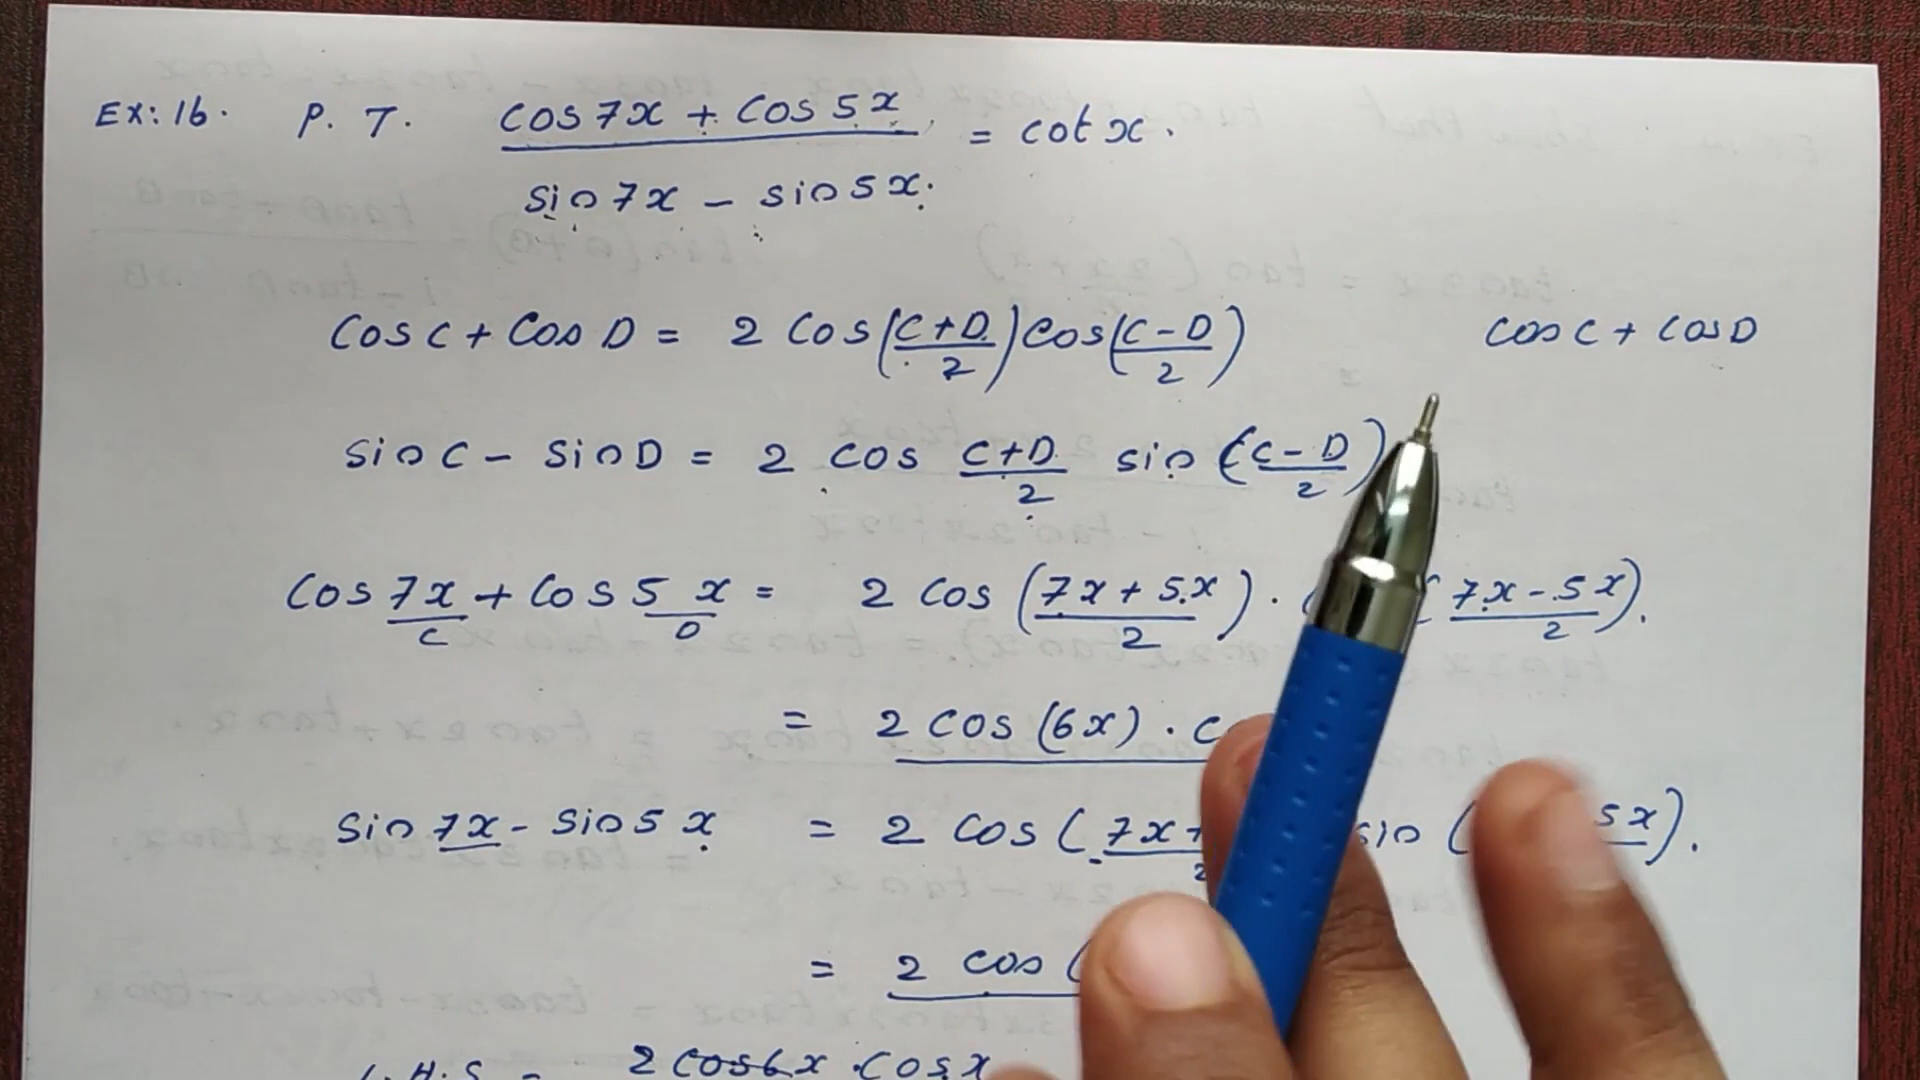 Ex: 16. P. T. cos 7x + cos 5x / sin 7x - sin 5x. = cot x.
cos C + cos D = 2 cos (C+D/2) cos (C-D/2) cos C + cos D
sin C - sin D = 2 cos C+D/2 sin (C-D/2)
cos 7x + cos 5x = 2 cos (7x + 5x/2) . (7x - 5x/2).
C D
= 2 cos (6x) .
sin 7x - sin 5x = 2 cos (7x+ sin ( 5x).
= 2 cos (
L.H.S = 2 cos 6x . cos x